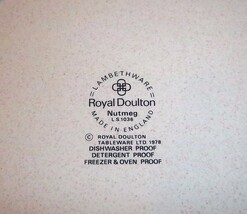 = LAMBETHWARE =
Royal Doulton
Nutmeg
L.S.1036
MADE IN ENGLAND
© ROYAL DOULTON
TABLEWARE LTD. 1978
DISHWASHER PROOF
DETERGENT PROOF
FREEZER & OVEN PROOF